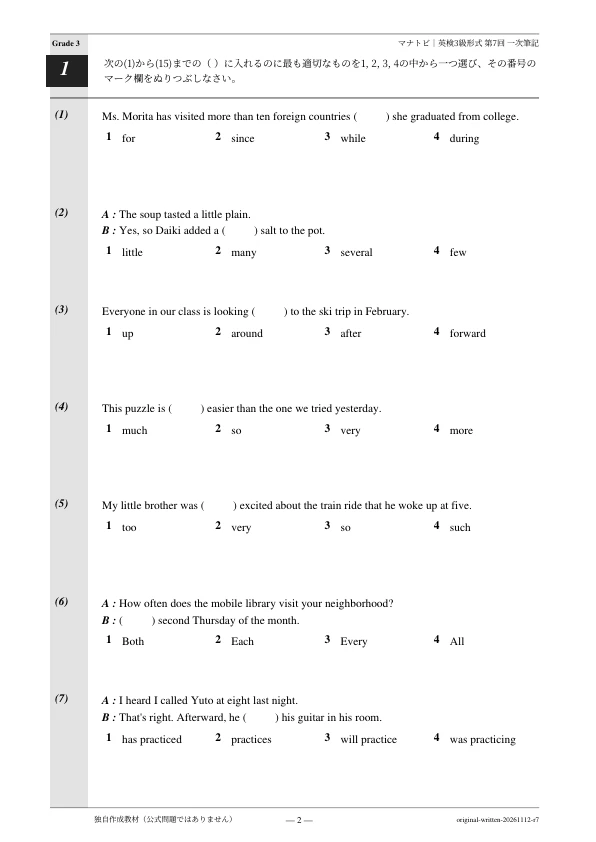 Grade 3
マナトビ｜英検3級形式 第7回 一次筆記
1
次の(1)から(15)までの（ ）に入れるのに最も適切なものを1, 2, 3, 4の中から一つ選び、その番号の
マーク欄をぬりつぶしなさい。
(1) Ms. Morita has visited more than ten foreign countries (          ) she graduated from college.
1 for 2 since 3 while 4 during
(2) A : The soup tasted a little plain.
B : Yes, so Daiki added a (          ) salt to the pot.
1 little 2 many 3 several 4 few
(3) Everyone in our class is looking (          ) to the ski trip in February.
1 up 2 around 3 after 4 forward
(4) This puzzle is (          ) easier than the one we tried yesterday.
1 much 2 so 3 very 4 more
(5) My little brother was (          ) excited about the train ride that he woke up at five.
1 too 2 very 3 so 4 such
(6) A : How often does the mobile library visit your neighborhood?
B : (          ) second Thursday of the month.
1 Both 2 Each 3 Every 4 All
(7) A : I heard I called Yuto at eight last night.
B : That's right. Afterward, he (          ) his guitar in his room.
1 has practiced 2 practices 3 will practice 4 was practicing
独自作成教材（公式問題ではありません）
— 2 —
original-written-20261112-r7